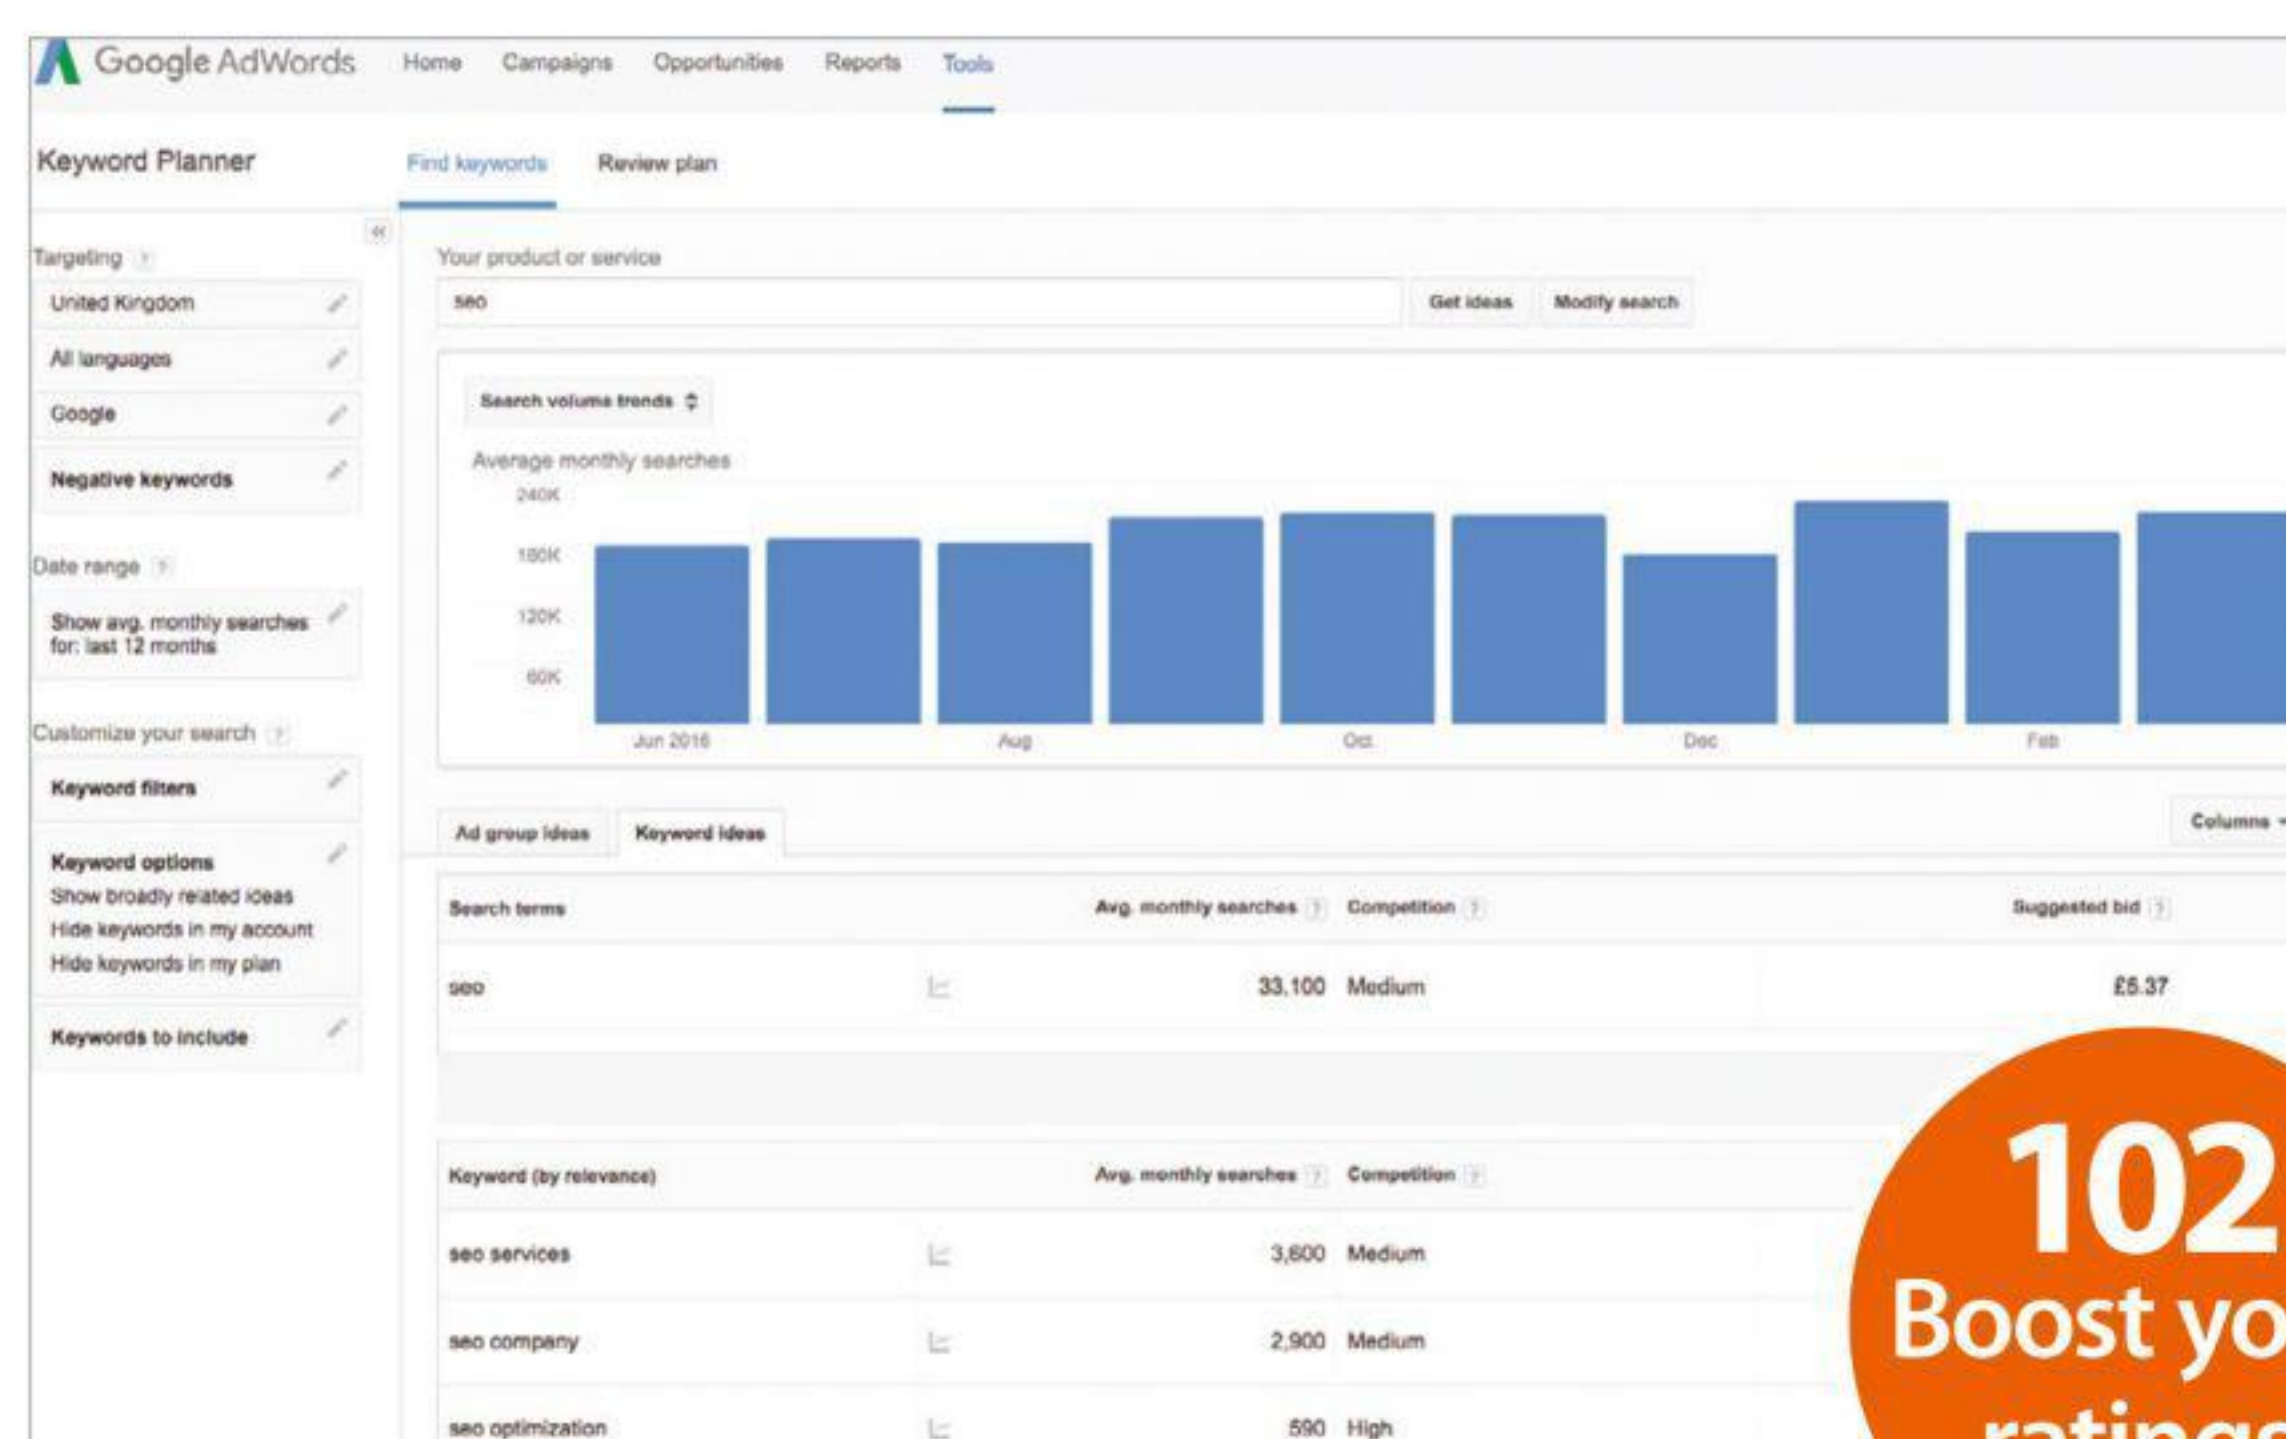 Google AdWords Home Campaigns Opportunities Reports Tools
Keyword Planner Find keywords Review plan
Targeting
United Kingdom
All languages
Google
Negative keywords
Date range
Show avg. monthly searches
for: last 12 months
Customize your search
Keyword filters
Keyword options
Show broadly related ideas
Hide keywords in my account
Hide keywords in my plan
Keywords to include
Your product or service
seo Get ideas Modify search
Search volume trends
Average monthly searches
240K
180K
120K
60K
Jun 2016 Aug Oct Dec Feb
Ad group ideas Keyword ideas Columns
Search terms Avg. monthly searches ? Competition ? Suggested bid ?
seo 33,100 Medium £5.37
Keyword (by relevance) Avg. monthly searches ? Competition ?
seo services 3,600 Medium
seo company 2,900 Medium
seo optimization 590 High
102
Boost yo
ratings